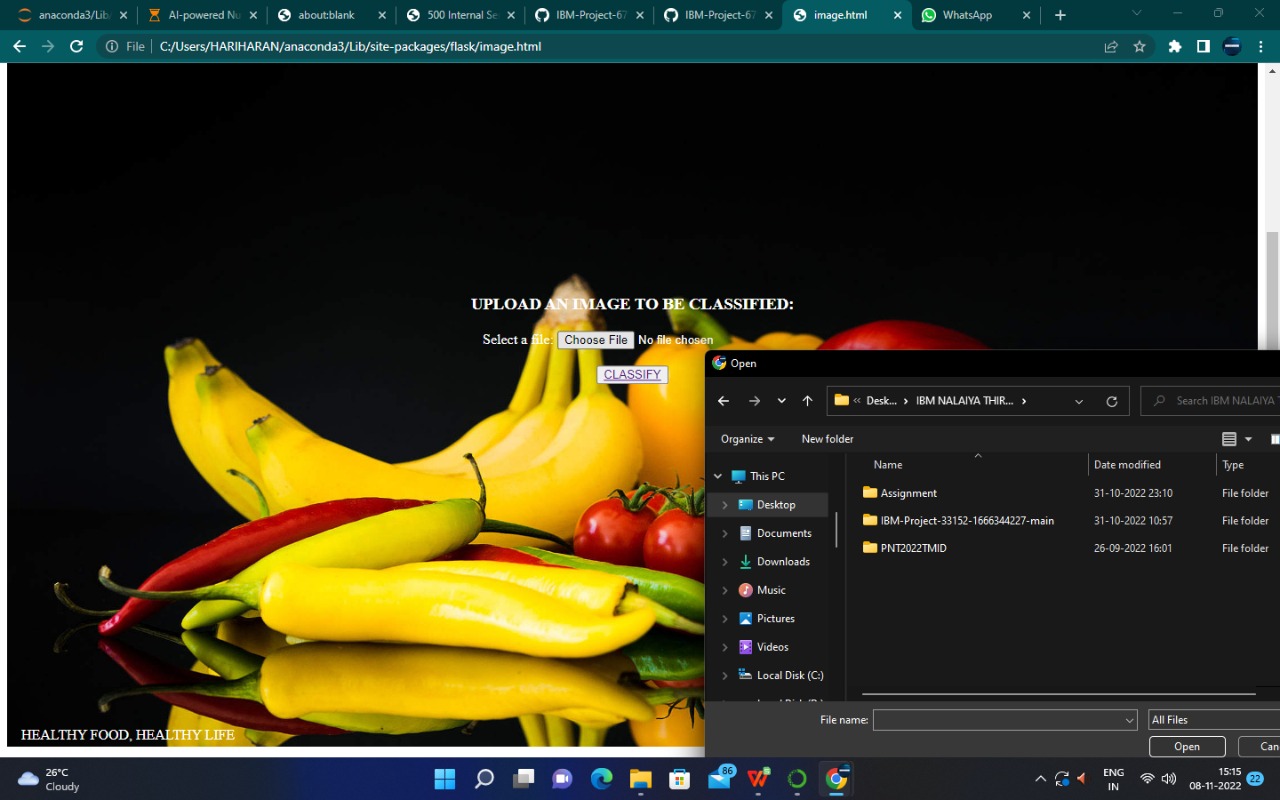 anaconda3/Lib/
AI-powered Nu
about:blank
500 Internal Se
IBM-Project-67
IBM-Project-67
image.html
WhatsApp
File
C:/Users/HARIHARAN/anaconda3/Lib/site-packages/flask/image.html
UPLOAD AN IMAGE TO BE CLASSIFIED:
Select a file: Choose File No file chosen
CLASSIFY
HEALTHY FOOD, HEALTHY LIFE
Open
« Desk... › IBM NALAIYA THIR... ›
Search IBM NALAIYA
Organize
New folder
This PC
Desktop
Documents
Downloads
Music
Pictures
Videos
Local Disk (C:)
Name Date modified Type
Assignment 31-10-2022 23:10 File folder
IBM-Project-33152-1666344227-main 31-10-2022 10:57 File folder
PNT2022TMID 26-09-2022 16:01 File folder
File name:
All Files
Open
Can
26°C
Cloudy
86
ENG
IN
15:15
08-11-2022
22